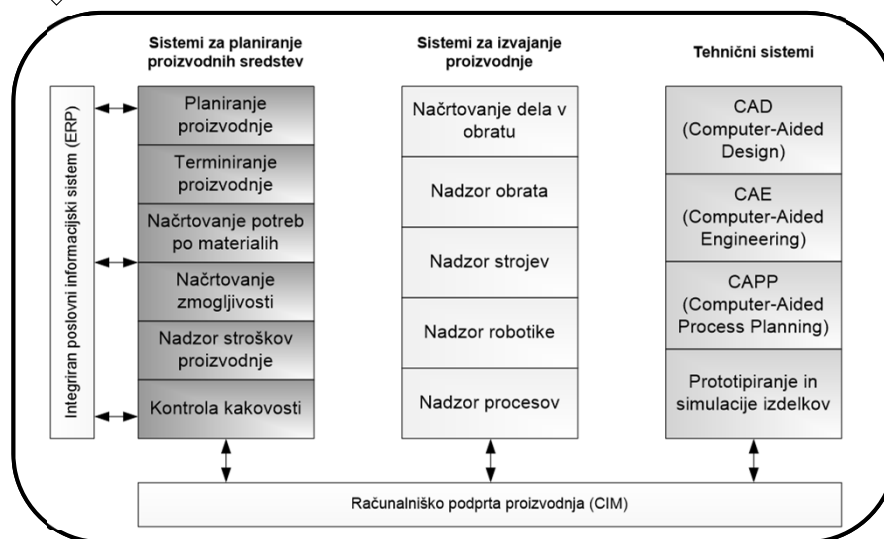 Sistemi za planiranje
proizvodnih sredstev
Sistemi za izvajanje
proizvodnje
Tehnični sistemi
Integriran poslovni informacijski sistem (ERP)
Planiranje
proizvodnje
Terminiranje
proizvodnje
Načrtovanje potreb
po materialih
Načrtovanje
zmogljivosti
Nadzor stroškov
proizvodnje
Kontrola kakovosti
Načrtovanje dela v
obratu
Nadzor obrata
Nadzor strojev
Nadzor robotike
Nadzor procesov
CAD
(Computer-Aided
Design)
CAE
(Computer-Aided
Engineering)
CAPP
(Computer-Aided
Process Planning)
Prototipiranje in
simulacije izdelkov
Računalniško podprta proizvodnja (CIM)